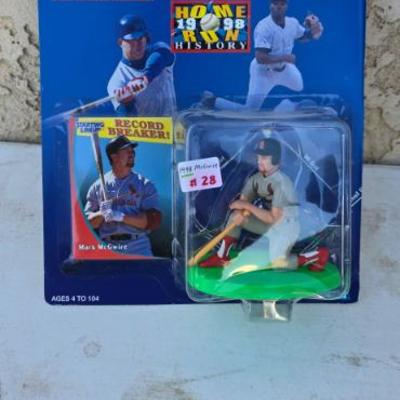 HOME
1998
RUN
HISTORY
STARTING LINEUP
RECORD
BREAKER!
1998 McGwire
# 28
Mark McGwire
AGES 4 TO 104